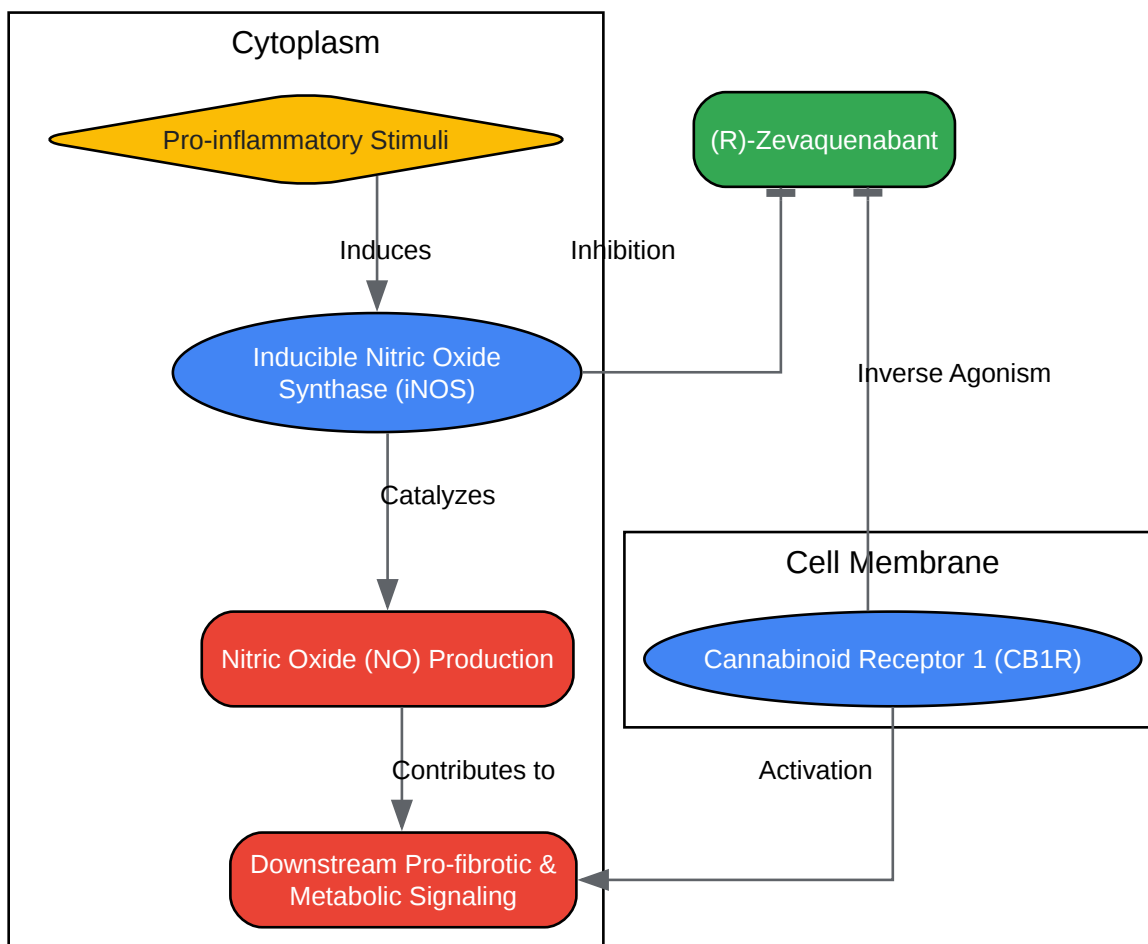 Cytoplasm
Pro-inflammatory Stimuli
(R)-Zevaquenabant
Induces
Inhibition
Inducible Nitric Oxide
Synthase (iNOS)
Inverse Agonism
Catalyzes
Cell Membrane
Nitric Oxide (NO) Production
Cannabinoid Receptor 1 (CB1R)
Contributes to
Activation
Downstream Pro-fibrotic &
Metabolic Signaling